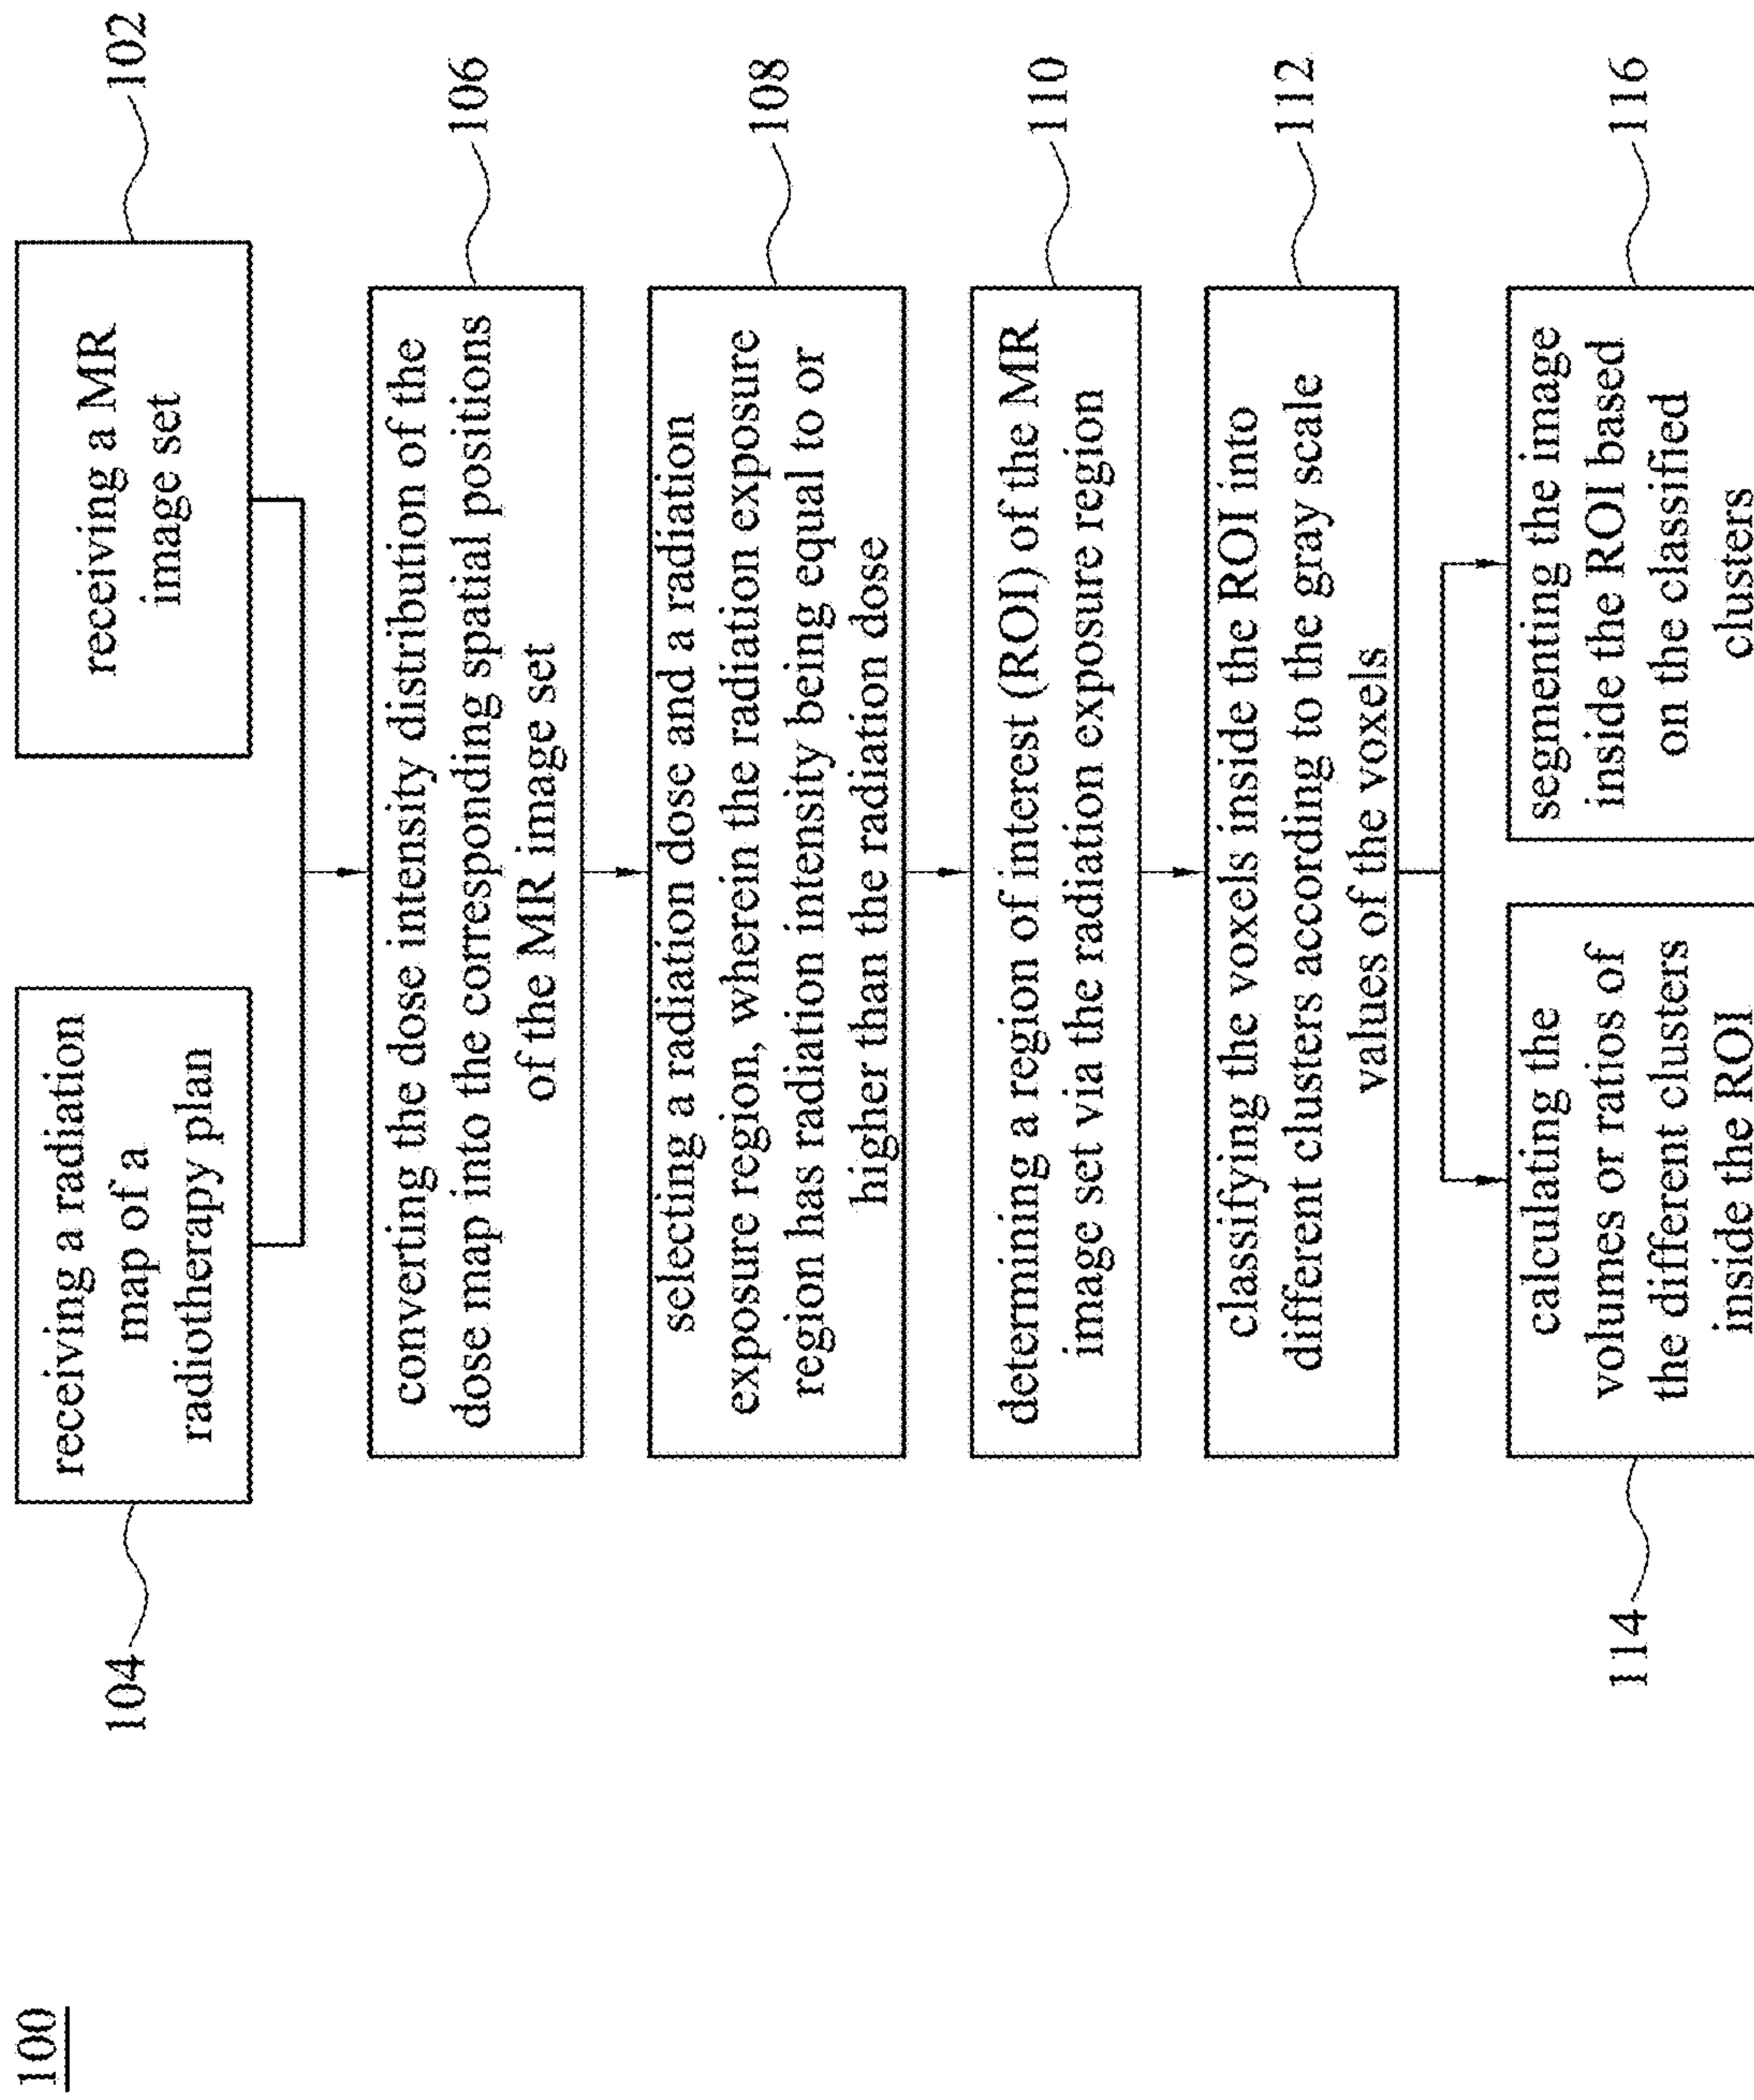 100
104
receiving a radiation
map of a
radiotherapy plan
receiving a MR
image set
102
converting the dose intensity distribution of the
dose map into the corresponding spatial positions
of the MR image set
106
selecting a radiation dose and a radiation
exposure region, wherein the radiation exposure
region has radiation intensity being equal to or
higher than the radiation dose
108
determining a region of interest (ROI) of the MR
image set via the radiation exposure region
110
classifying the voxels inside the ROI into
different clusters according to the gray scale
values of the voxels
112
114
calculating the
volumes or ratios of
the different clusters
inside the ROI
segmenting the image
inside the ROI based
on the classified
clusters
116